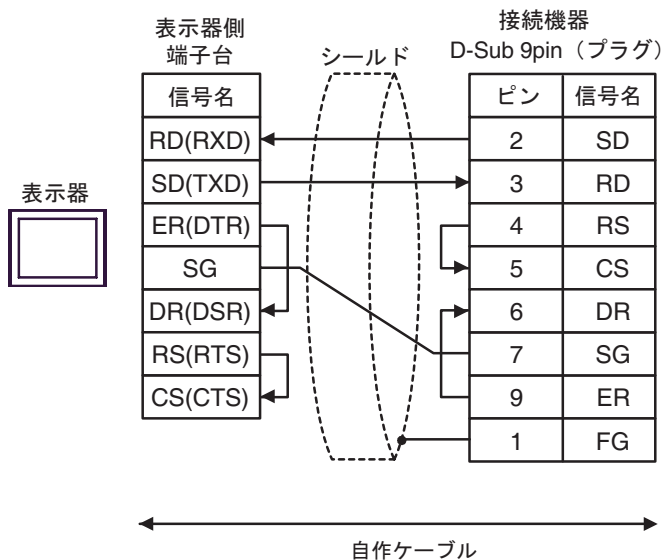 表示器側
端子台
シールド
接続機器
D-Sub 9pin（プラグ）
表示器
信号名
RD(RXD)
SD(TXD)
ER(DTR)
SG
DR(DSR)
RS(RTS)
CS(CTS)
ピン 信号名
2 SD
3 RD
4 RS
5 CS
6 DR
7 SG
9 ER
1 FG
自作ケーブル